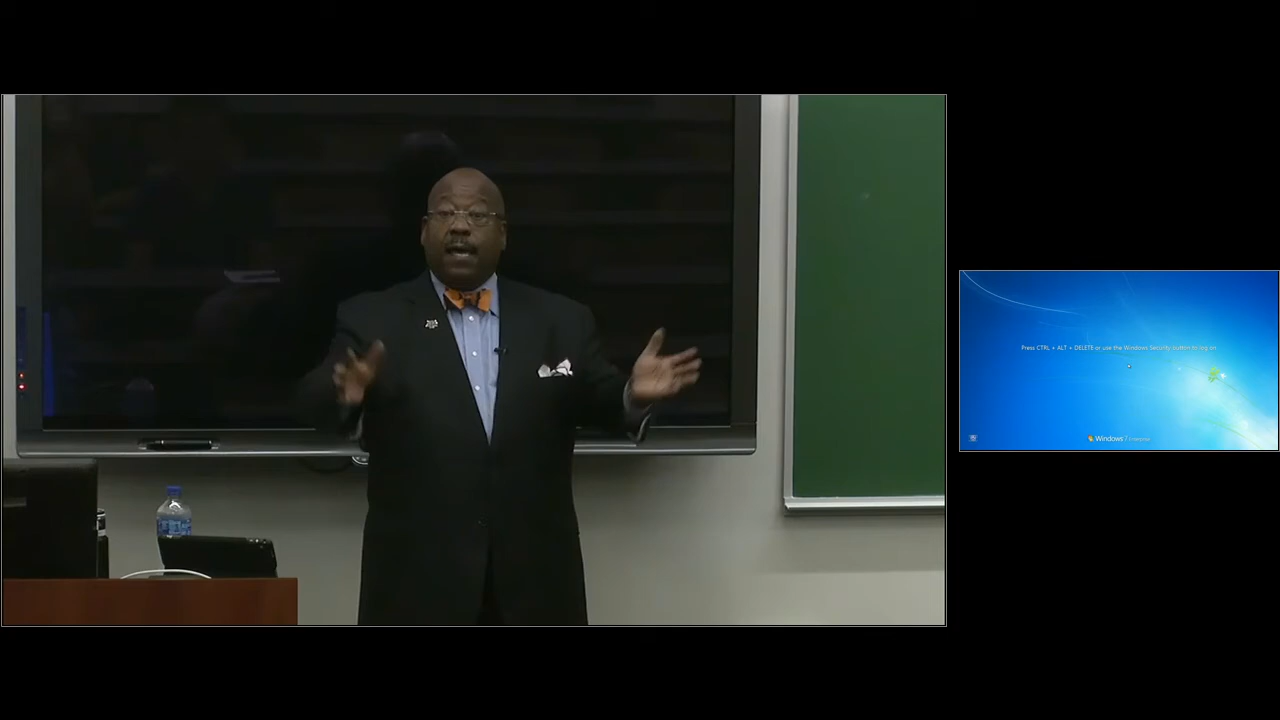 Press CTRL + ALT + DELETE or use the Windows Security button to log on
Windows 7 Enterprise